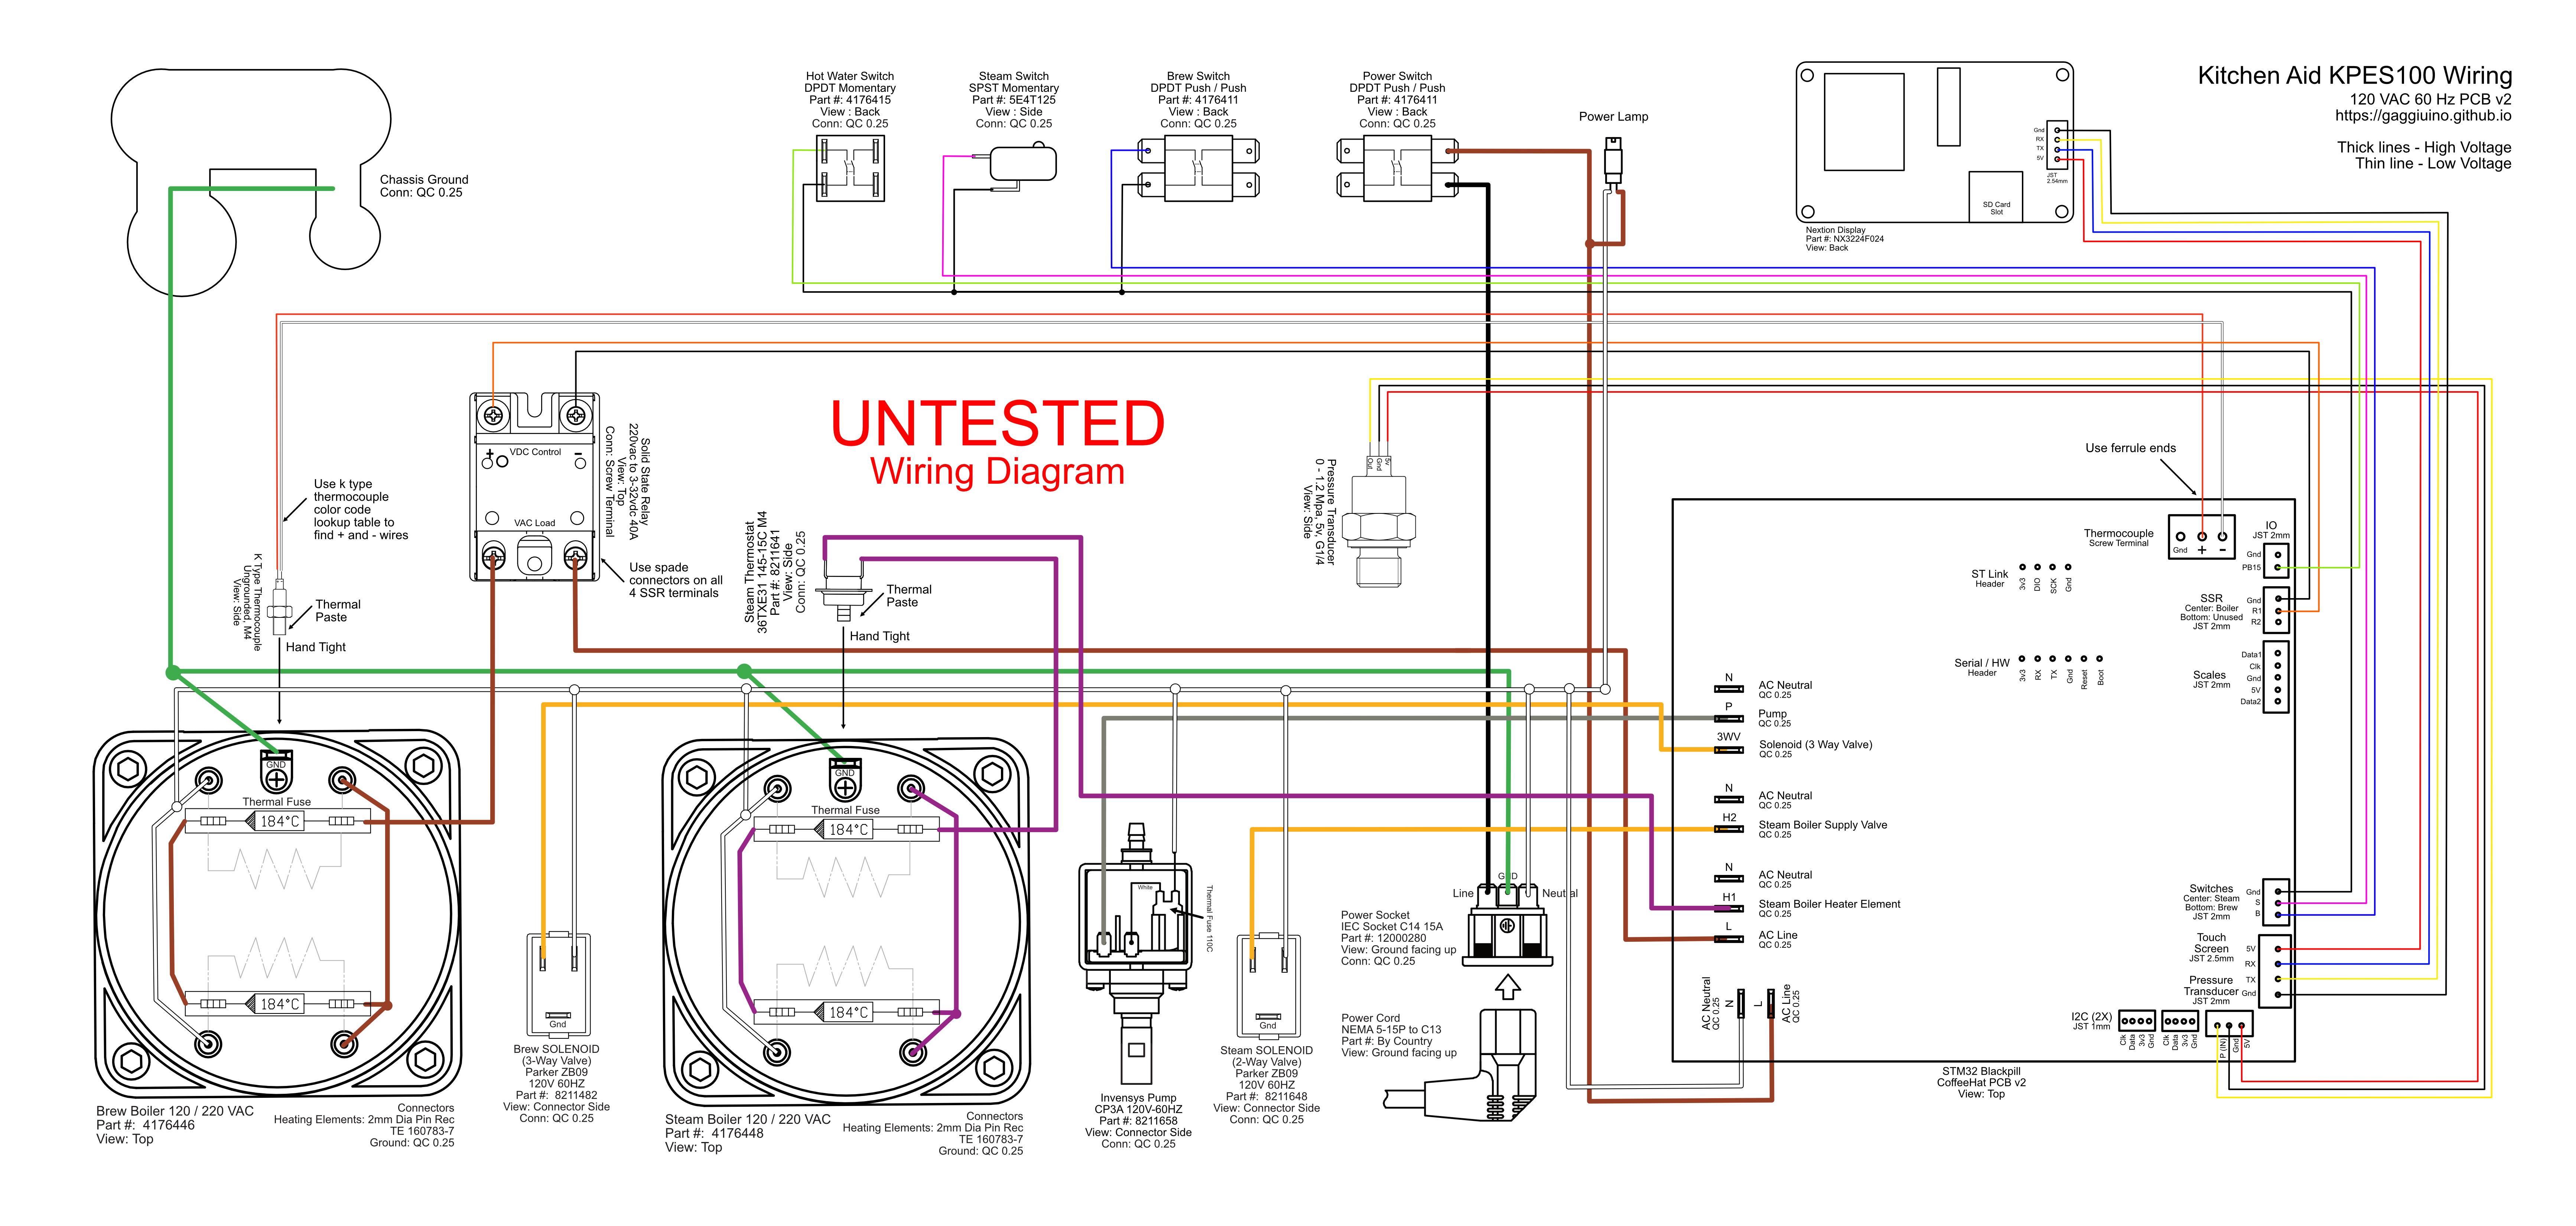 Kitchen Aid KPES100 Wiring
120 VAC 60 Hz PCB v2
https://gaggiuino.github.io
Thick lines - High Voltage
Thin line - Low Voltage
Hot Water Switch
DPDT Momentary
Part #: 4176415
View : Back
Conn: QC 0.25
Steam Switch
SPST Momentary
Part #: 5E4T125
View : Side
Conn: QC 0.25
Brew Switch
DPDT Push / Push
Part #: 4176411
View : Back
Conn: QC 0.25
Power Switch
DPDT Push / Push
Part #: 4176411
View : Back
Conn: QC 0.25
Power Lamp
Gnd
RX
TX
5V
JST
2.54mm
SD Card
Slot
Nextion Display
Part #: NX3224F024
View: Back
Chassis Ground
Conn: QC 0.25
UNTESTED
Wiring Diagram
+
VDC Control
-
VAC Load
Solid State Relay
220vac to 3-32vdc 40A
View: Top
Conn: Screw Terminal
Use spade
connectors on all
4 SSR terminals
Use k type
thermocouple
color code
lookup table to
find + and - wires
K Type Thermocouple
Ungrounded, M4
View: Side
Thermal
Paste
Hand Tight
Steam Thermostat
36TXE31 145-15C M4
Part #: 8211641
View: Side
Conn: QC 0.25
Thermal
Paste
Hand Tight
Out
Gnd
5v
Pressure Transducer
0 - 1.2 Mpa, 5v, G1/4
View: Side
Use ferrule ends
Thermocouple
Screw Terminal
Gnd
+
-
IO
JST 2mm
Gnd
PB15
ST Link
Header
3v3
DIO
SCK
Gnd
SSR
Center: Boiler
Bottom: Unused
JST 2mm
Gnd
R1
R2
Serial / HW
Header
3v3
RX
TX
Gnd
Reset
Boot
Scales
JST 2mm
Data1
Clk
Gnd
5V
Data2
N
AC Neutral
QC 0.25
P
Pump
QC 0.25
3WV
Solenoid (3 Way Valve)
QC 0.25
N
AC Neutral
QC 0.25
H2
Steam Boiler Supply Valve
QC 0.25
N
AC Neutral
QC 0.25
H1
Steam Boiler Heater Element
QC 0.25
L
AC Line
QC 0.25
AC Neutral
QC 0.25
N
L
AC Line
QC 0.25
Switches
Center: Steam
Bottom: Brew
JST 2mm
Gnd
S
B
Touch
Screen
JST 2.5mm
5V
RX
TX
Gnd
Pressure
Transducer
JST 2mm
I2C (2X)
JST 1mm
Clk
Data
3v3
Gnd
Clk
Data
3v3
Gnd
P (IN)
Gnd
5V
STM32 Blackpill
CoffeeHat PCB v2
View: Top
GND
Thermal Fuse
184°C
184°C
Brew Boiler 120 / 220 VAC
Part #: 4176446
View: Top
Connectors
Heating Elements: 2mm Dia Pin Rec
TE 160783-7
Ground: QC 0.25
Gnd
Brew SOLENOID
(3-Way Valve)
Parker ZB09
120V 60HZ
Part #: 8211482
View: Connector Side
Conn: QC 0.25
GND
Thermal Fuse
184°C
184°C
Steam Boiler 120 / 220 VAC
Part #: 4176448
View: Top
Connectors
Heating Elements: 2mm Dia Pin Rec
TE 160783-7
Ground: QC 0.25
White
Thermal Fuse 110C
Invensys Pump
CP3A 120V-60HZ
Part #: 8211658
View: Connector Side
Conn: QC 0.25
Gnd
Steam SOLENOID
(2-Way Valve)
Parker ZB09
120V 60HZ
Part #: 8211648
View: Connector Side
Conn: QC 0.25
Line
GND
Neutral
Power Socket
IEC Socket C14 15A
Part #: 12000280
View: Ground facing up
Conn: QC 0.25
Power Cord
NEMA 5-15P to C13
Part #: By Country
View: Ground facing up